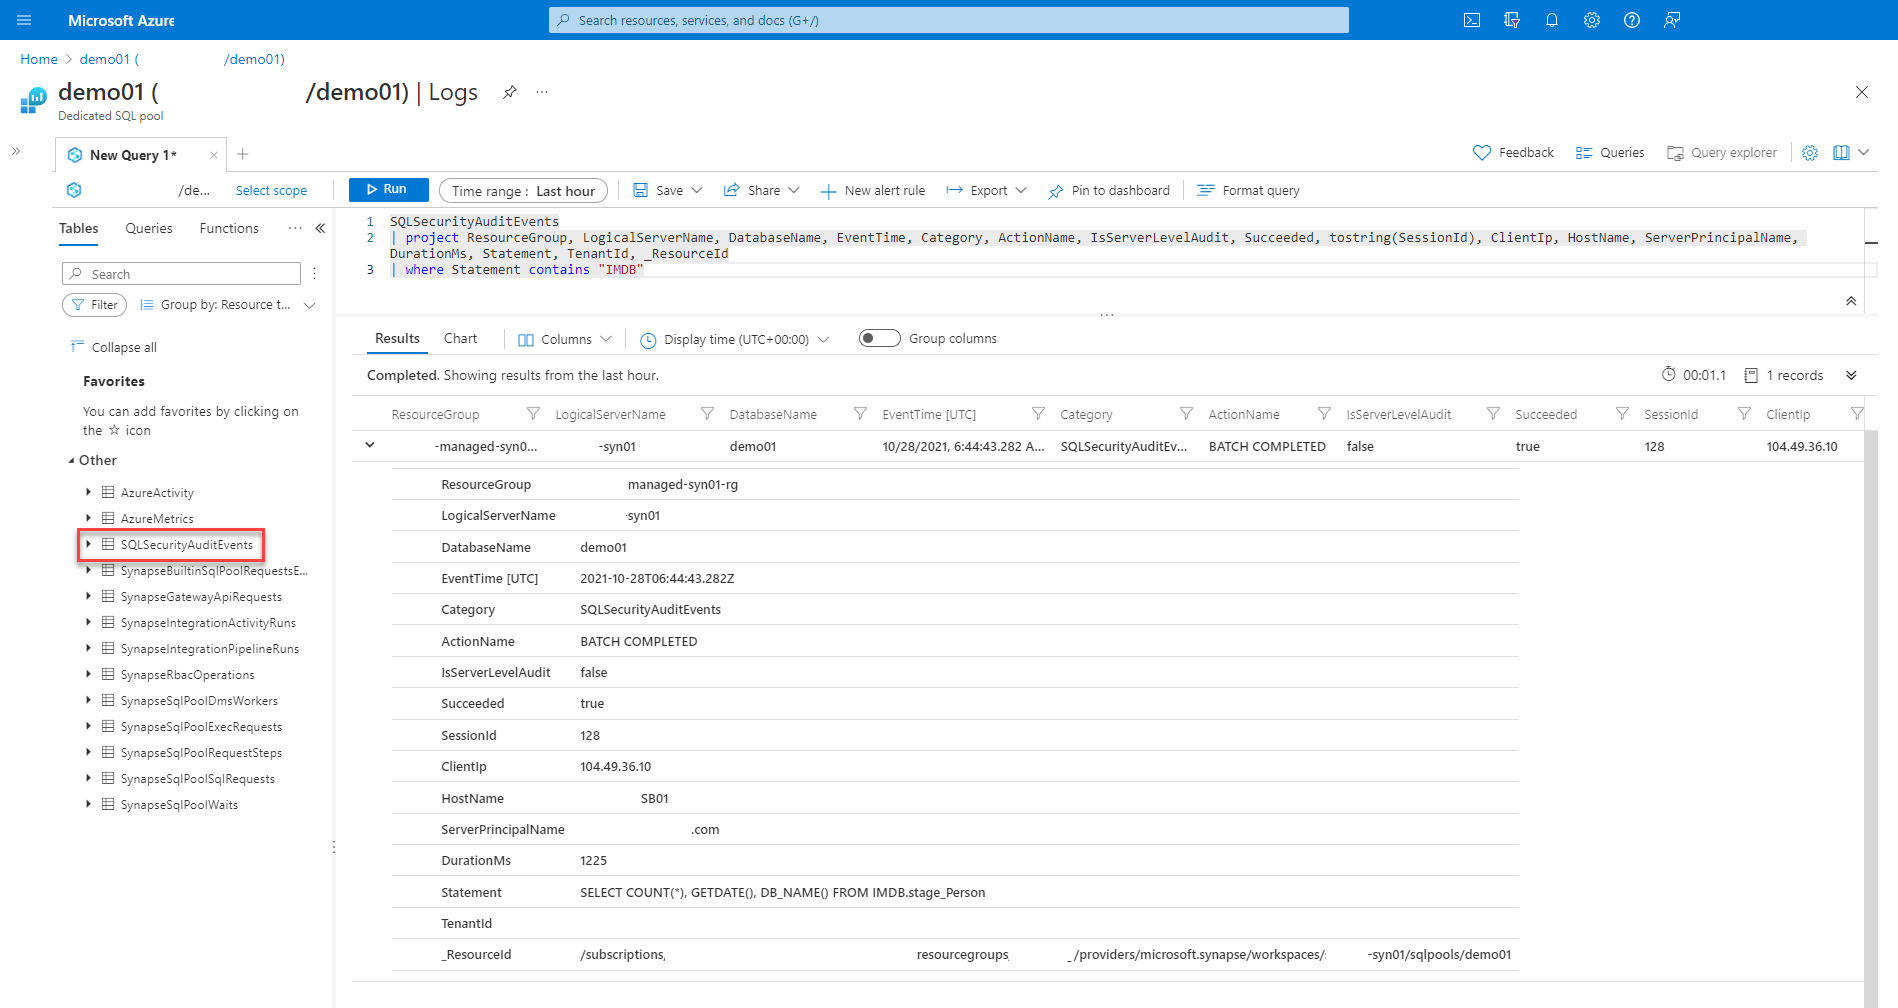 Microsoft Azure
Search resources, services, and docs (G+/)
Home > demo01 ( /demo01)
demo01 ( /demo01) | Logs
Dedicated SQL pool
New Query 1*
Feedback
Queries
Query explorer
/de...
Select scope
Run
Time range : Last hour
Save
Share
New alert rule
Export
Pin to dashboard
Format query
Tables
Queries
Functions
Search
Filter
Group by: Resource t...
Collapse all
Favorites
You can add favorites by clicking on
the ☆ icon
Other
AzureActivity
AzureMetrics
SQLSecurityAuditEvents
SynapseBuiltinSqlPoolRequestsE...
SynapseGatewayApiRequests
SynapseIntegrationActivityRuns
SynapseIntegrationPipelineRuns
SynapseRbacOperations
SynapseSqlPoolDmsWorkers
SynapseSqlPoolExecRequests
SynapseSqlPoolRequestSteps
SynapseSqlPoolSqlRequests
SynapseSqlPoolWaits
1 SQLSecurityAuditEvents
2 | project ResourceGroup, LogicalServerName, DatabaseName, EventTime, Category, ActionName, IsServerLevelAudit, Succeeded, tostring(SessionId), ClientIp, HostName, ServerPrincipalName,
DurationMs, Statement, TenantId, _ResourceId
3 | where Statement contains "IMDB"
Results
Chart
Columns
Display time (UTC+00:00)
Group columns
Completed. Showing results from the last hour.
00:01.1
1 records
ResourceGroup LogicalServerName DatabaseName EventTime [UTC] Category ActionName IsServerLevelAudit Succeeded SessionId ClientIp
-managed-syn0... -syn01 demo01 10/28/2021, 6:44:43.282 A... SQLSecurityAuditEv... BATCH COMPLETED false true 128 104.49.36.10
ResourceGroup managed-syn01-rg
LogicalServerName -syn01
DatabaseName demo01
EventTime [UTC] 2021-10-28T06:44:43.282Z
Category SQLSecurityAuditEvents
ActionName BATCH COMPLETED
IsServerLevelAudit false
Succeeded true
SessionId 128
ClientIp 104.49.36.10
HostName SB01
ServerPrincipalName .com
DurationMs 1225
Statement SELECT COUNT(*), GETDATE(), DB_NAME() FROM IMDB.stage_Person
TenantId
_ResourceId /subscriptions, resourcegroups, _/providers/microsoft.synapse/workspaces/ -syn01/sqlpools/demo01